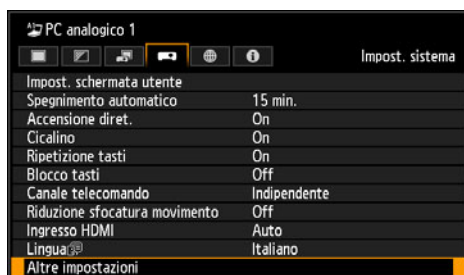 PC analogico 1
Impost. sistema
Impost. schermata utente
Spegnimento automatico 15 min.
Accensione diret. On
Cicalino On
Ripetizione tasti On
Blocco tasti Off
Canale telecomando Indipendente
Riduzione sfocatura movimento Off
Ingresso HDMI Auto
Lingua Italiano
Altre impostazioni